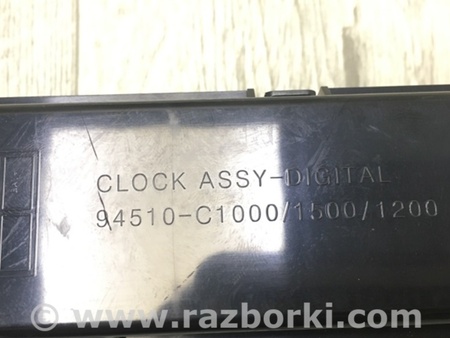 CLOCK ASSY-DIGITAL
94510-C1000/1500/1200
www.razborki.com